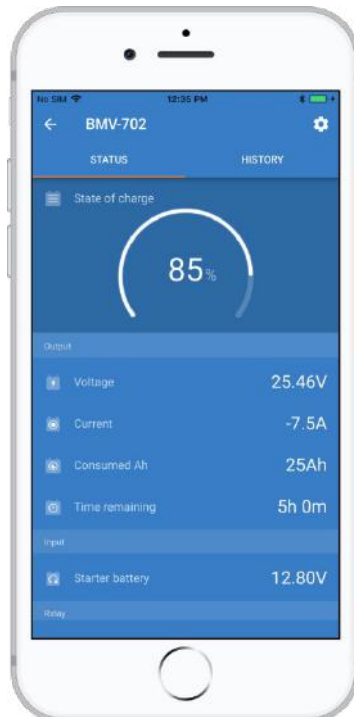 No SIM 12:35 PM
BMV-702
STATUS HISTORY
State of charge
85%
Output
Voltage 25.46V
Current -7.5A
Consumed Ah 25Ah
Time remaining 5h 0m
Input
Starter battery 12.80V
Relay